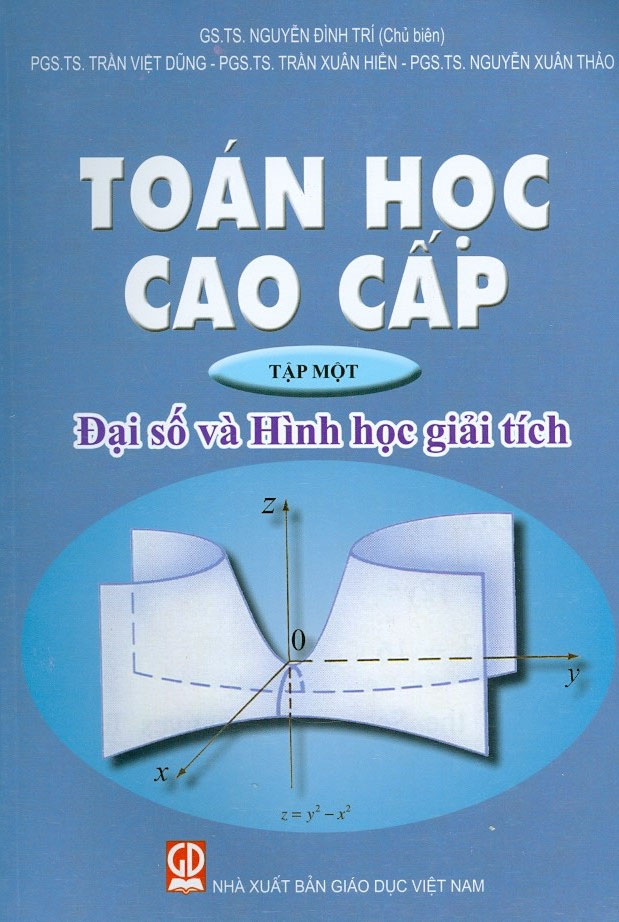 GS.TS. NGUYỄN ĐÌNH TRÍ (Chủ biên)
PGS.TS. TRẦN VIỆT DŨNG - PGS.TS. TRẦN XUÂN HIỂN - PGS.TS. NGUYỄN XUÂN THẢO
TOÁN HỌC
CAO CẤP
TẬP MỘT
Đại số và Hình học giải tích
z
0
y
x
z = y² − x²
GD
NHÀ XUẤT BẢN GIÁO DỤC VIỆT NAM